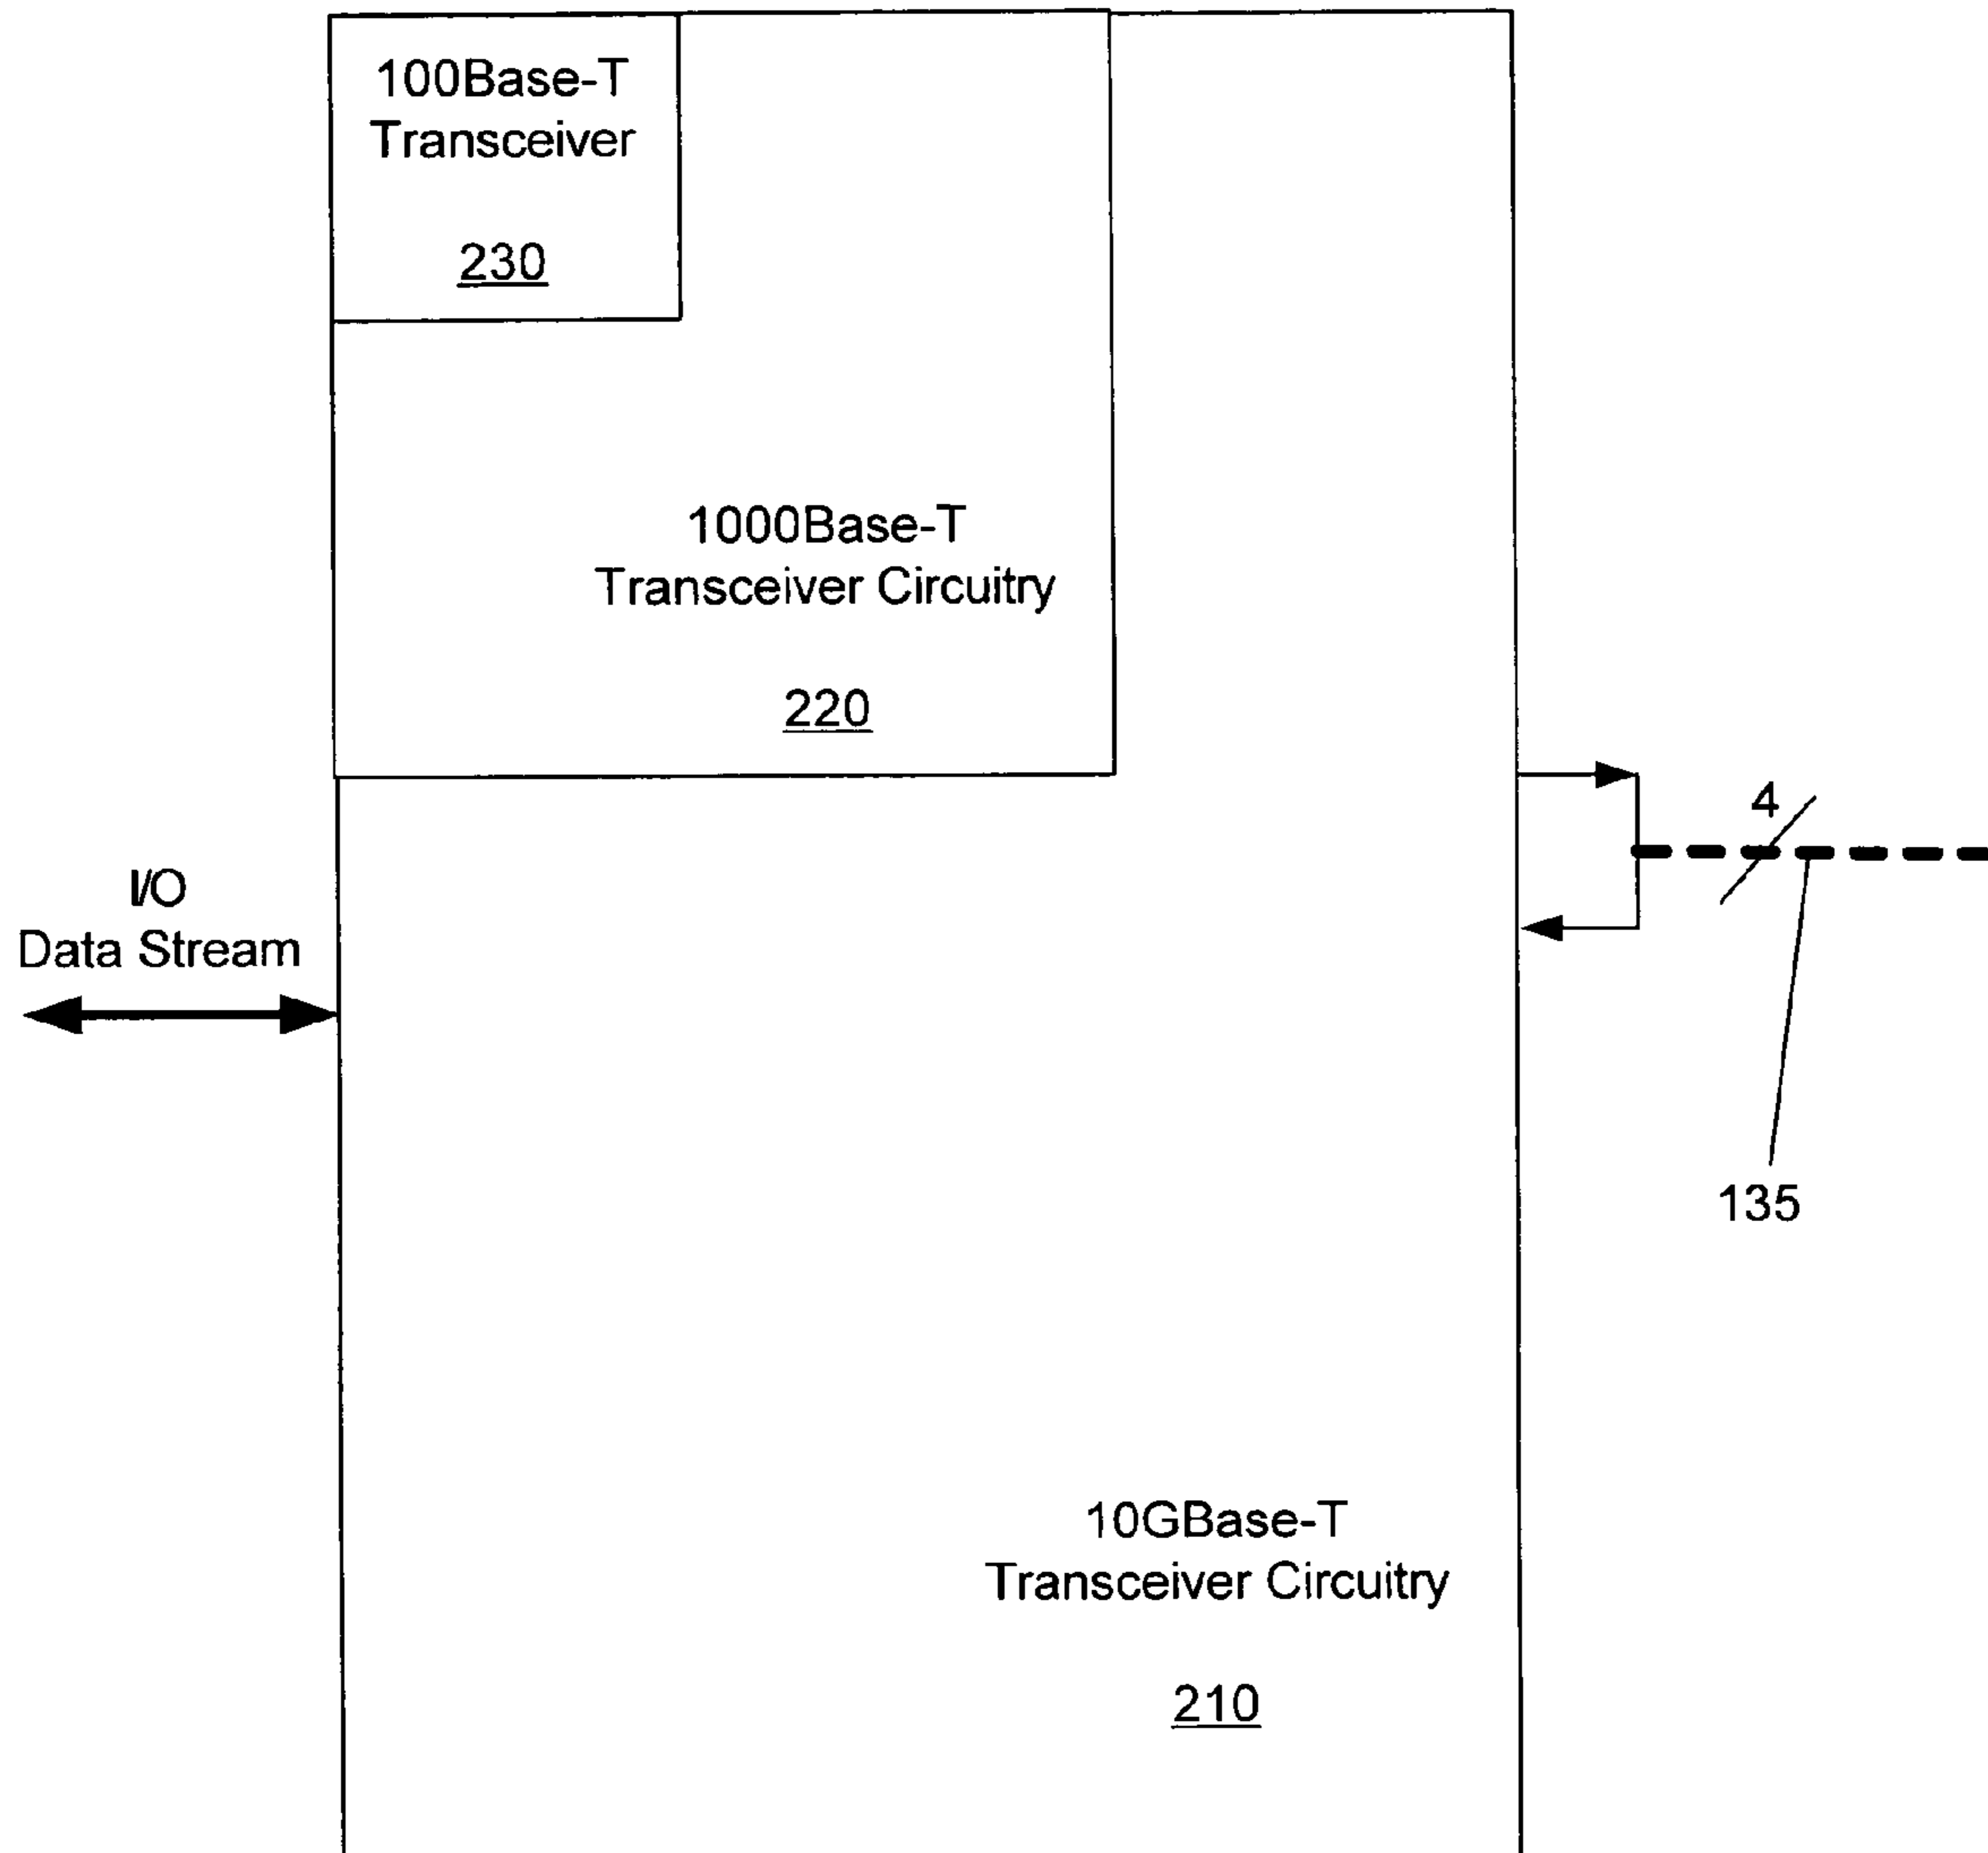 100Base-T
Transceiver
230
1000Base-T
Transceiver Circuitry
220
4
I/O
Data Stream
135
10GBase-T
Transceiver Circuitry
210